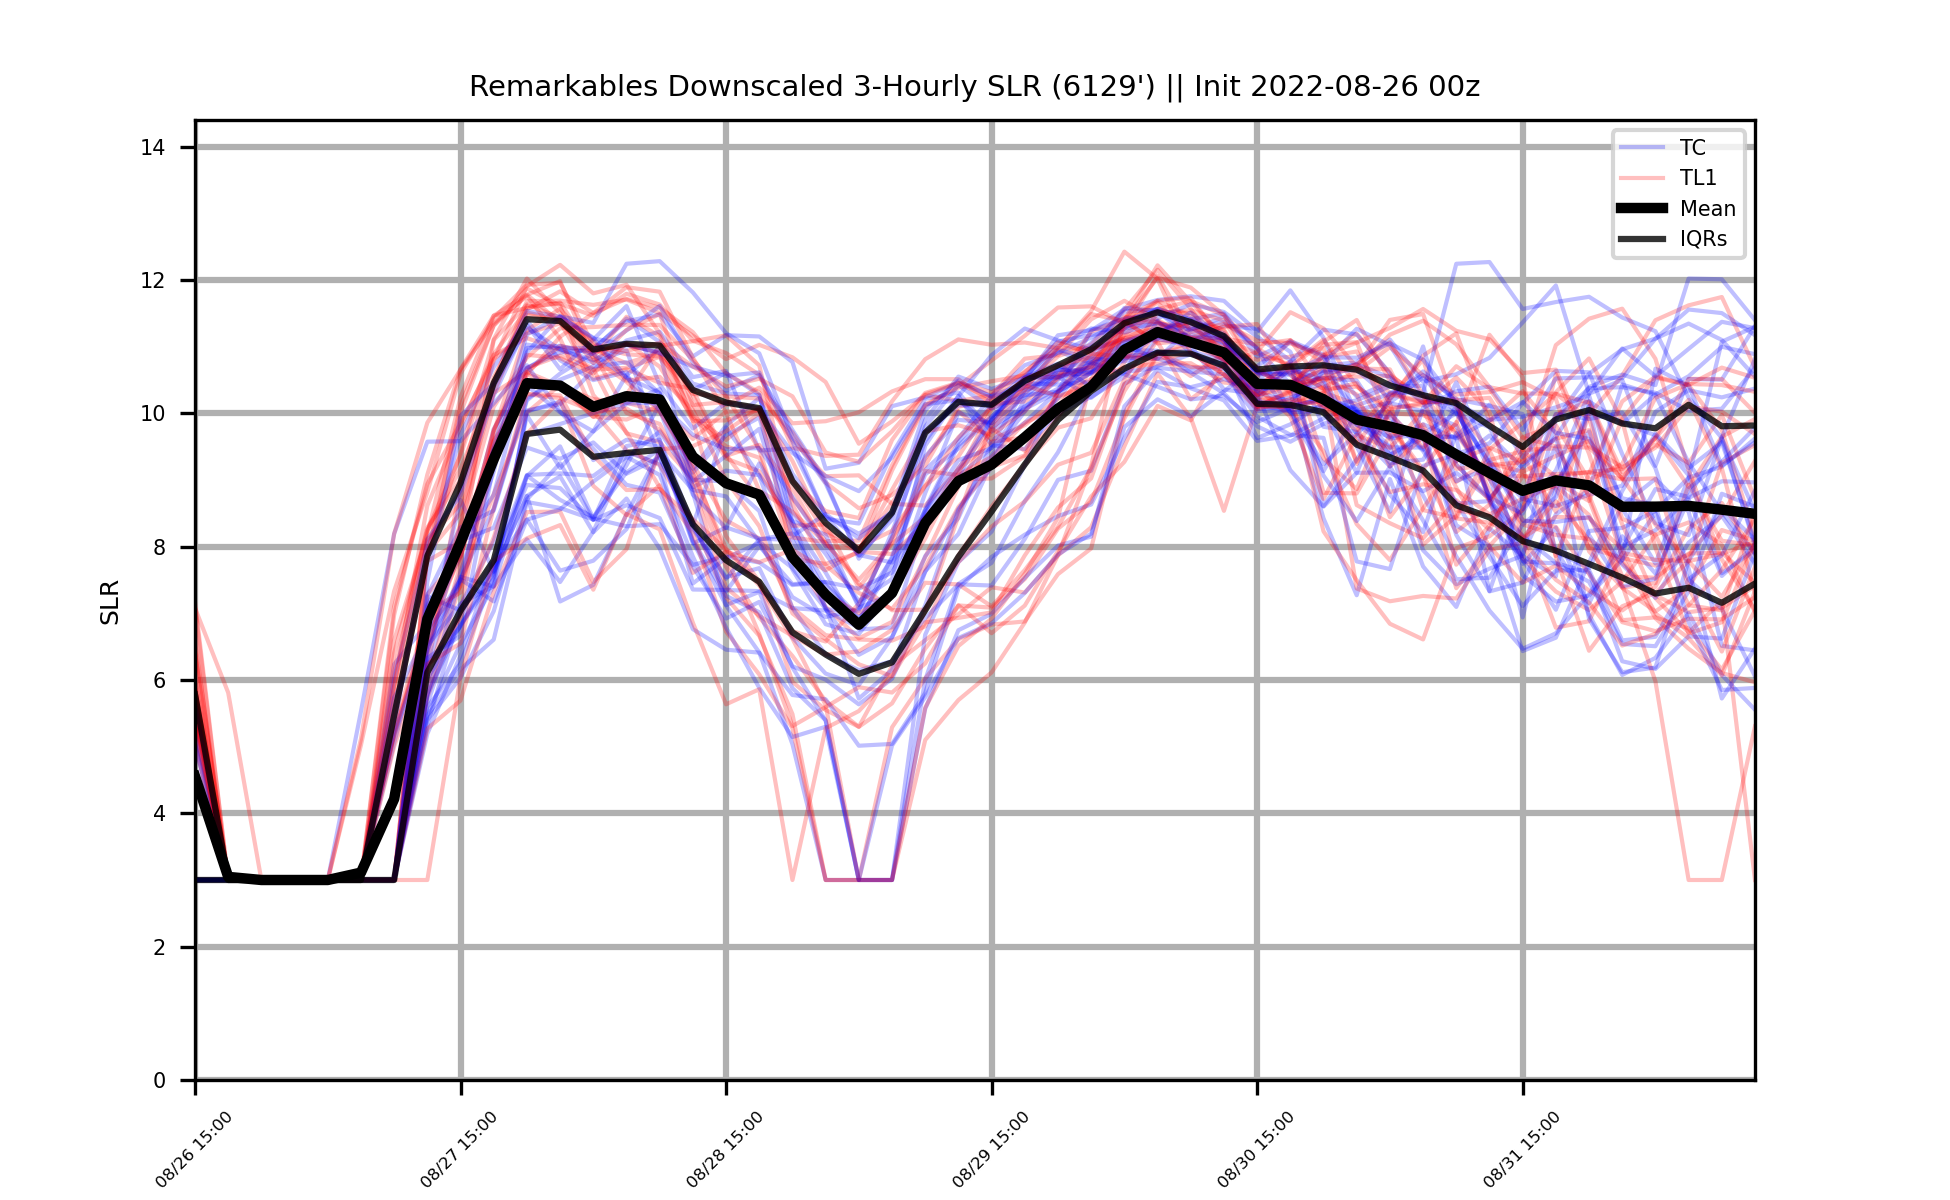 Remarkables Downscaled 3-Hourly SLR (6129') || Init 2022-08-26 00z
TC
TL1
Mean
IQRs
SLR
14
12
10
8
6
4
2
0
08/26 15:00
08/27 15:00
08/28 15:00
08/29 15:00
08/30 15:00
08/31 15:00